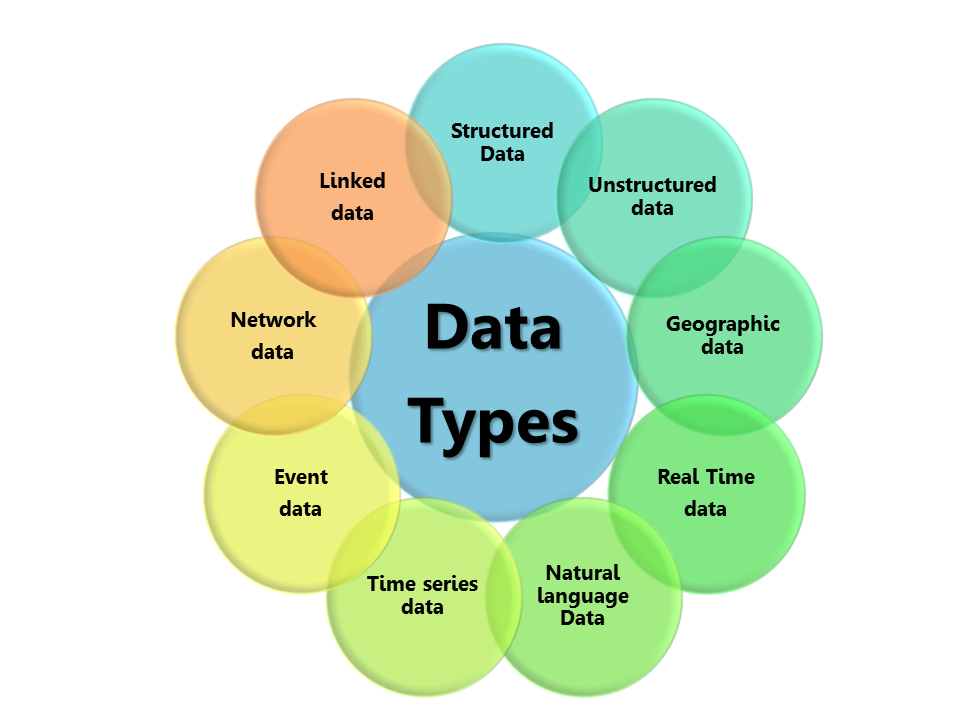 Structured
Data
Unstructured
data
Geographic
data
Real Time
data
Natural
language
Data
Time series
data
Event
data
Network
data
Linked
data
Data
Types